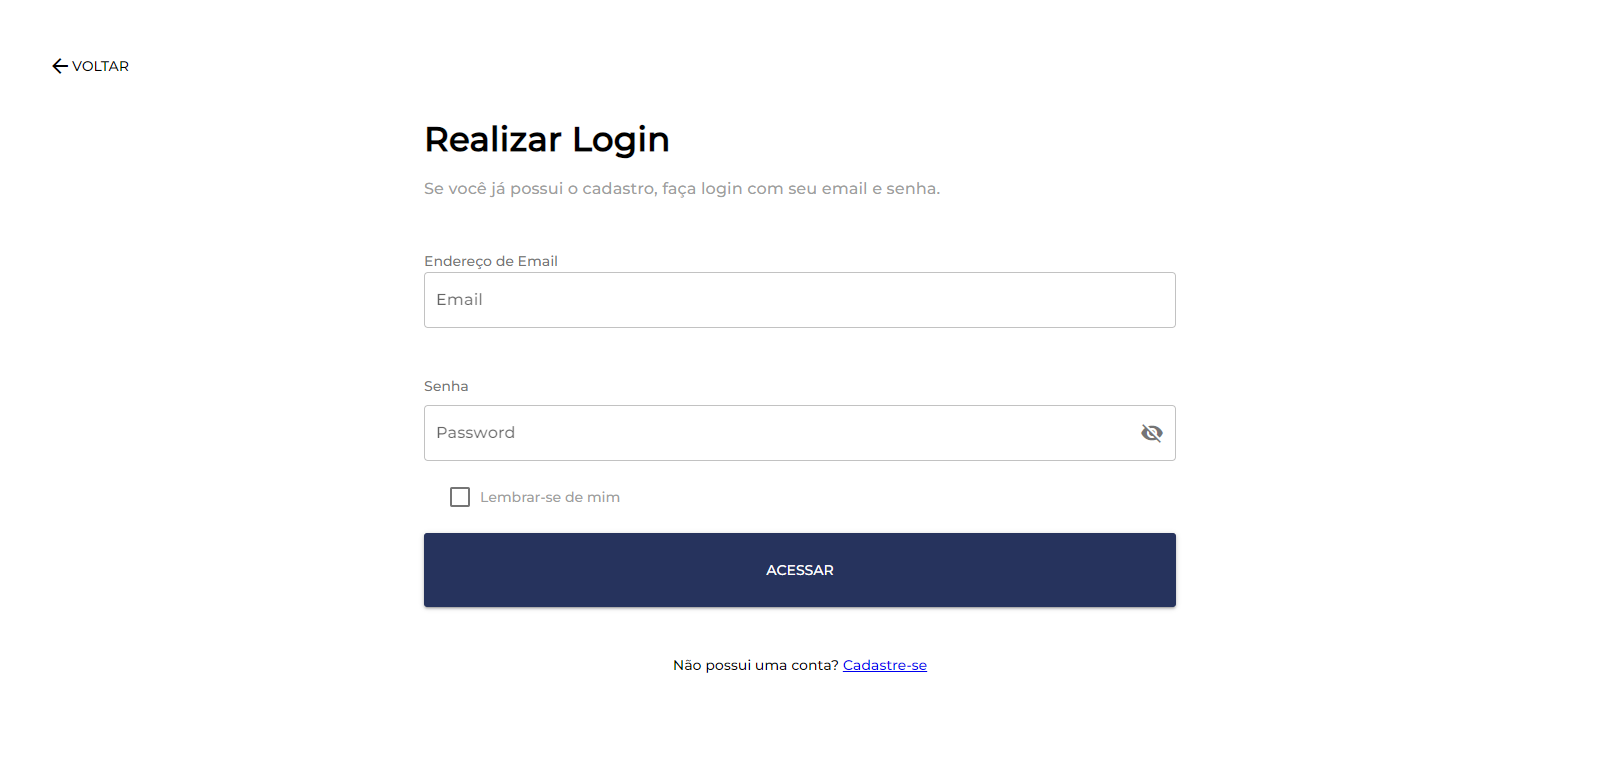 VOLTAR
Realizar Login
Se você já possui o cadastro, faça login com seu email e senha.
Endereço de Email
Email
Senha
Password
Lembrar-se de mim
ACESSAR
Não possui uma conta? Cadastre-se